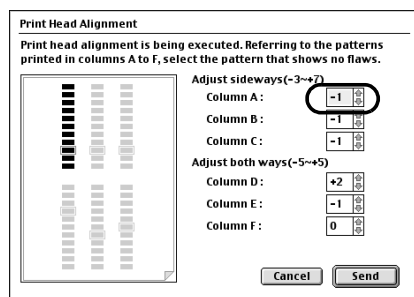 Print Head Alignment
Print head alignment is being executed. Referring to the patterns
printed in columns A to F, select the pattern that shows no flaws.
Adjust sideways(-3~+7)
Column A : -1
Column B : -1
Column C : -1
Adjust both ways(-5~+5)
Column D : +2
Column E : -1
Column F : 0
Cancel Send